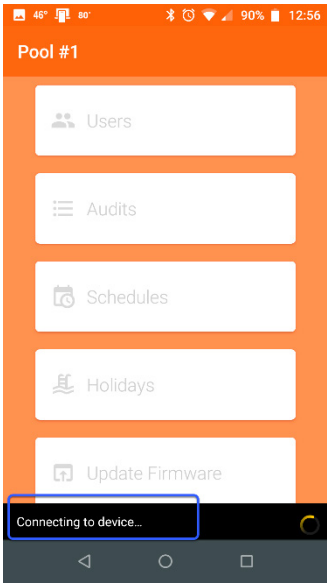 46° 80° 90% 12:56
Pool #1
Users
Audits
Schedules
Holidays
Update Firmware
Connecting to device...